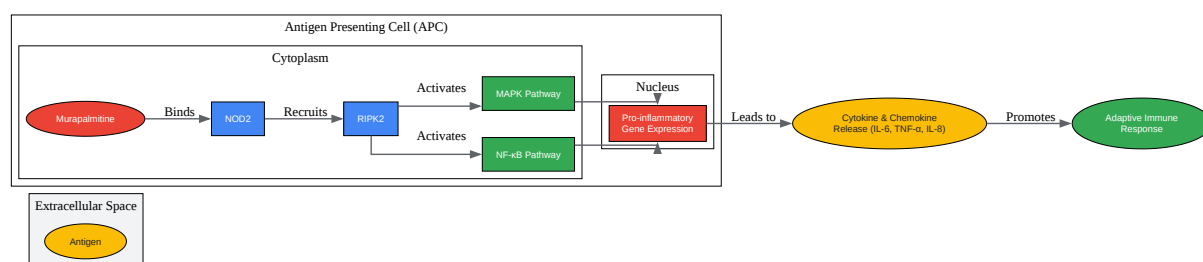 Antigen Presenting Cell (APC)
Cytoplasm
Nucleus
Murapalmitine
Binds
NOD2
Recruits
RIPK2
Activates
MAPK Pathway
Activates
NF-κB Pathway
Pro-inflammatory
Gene Expression
Leads to
Cytokine & Chemokine
Release (IL-6, TNF-α, IL-8)
Promotes
Adaptive Immune
Response
Extracellular Space
Antigen